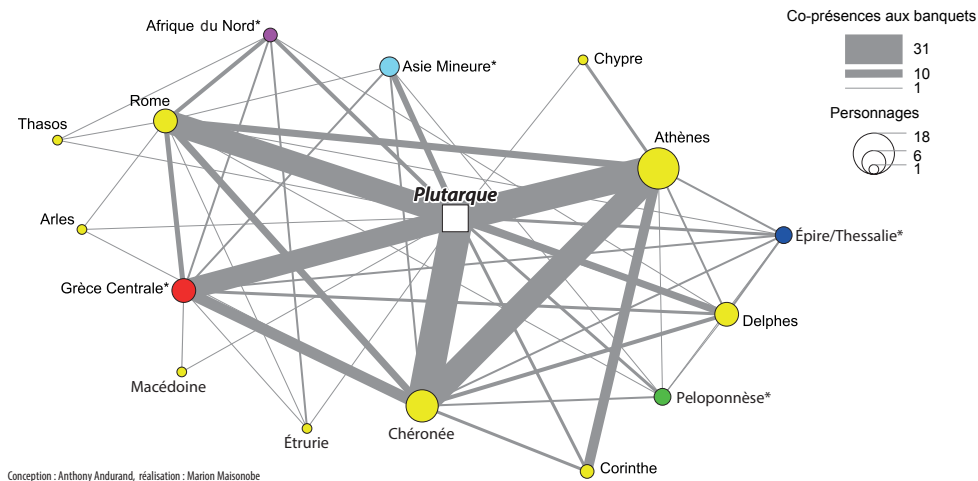 Co-présences aux banquets
31
10
1
Personnages
18
6
1
Afrique du Nord*
Asie Mineure*
Chypre
Rome
Thasos
Athènes
Plutarque
Arles
Épire/Thessalie*
Grèce Centrale*
Delphes
Macédoine
Peloponnèse*
Étrurie
Chéronée
Corinthe
Conception : Anthony Andurand, réalisation : Marion Maisonobe